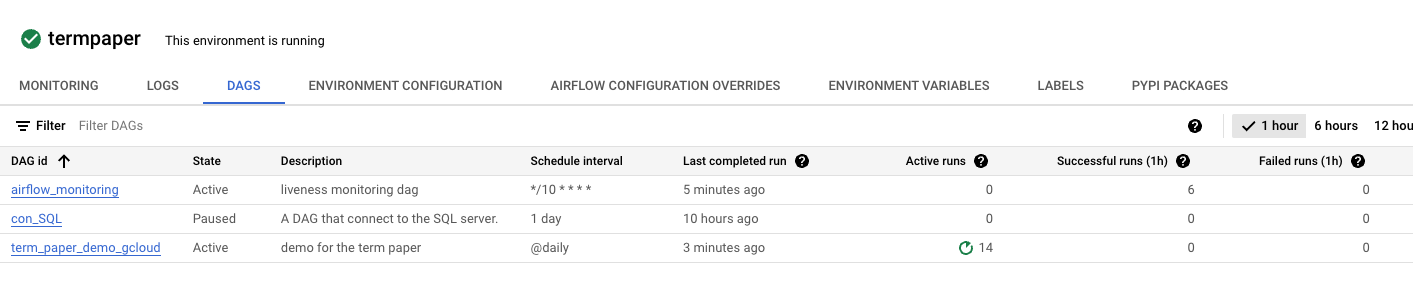 termpaper This environment is running
MONITORING LOGS DAGS ENVIRONMENT CONFIGURATION AIRFLOW CONFIGURATION OVERRIDES ENVIRONMENT VARIABLES LABELS PYPI PACKAGES
Filter Filter DAGs 1 hour 6 hours 12 hou
DAG id State Description Schedule interval Last completed run Active runs Successful runs (1h) Failed runs (1h)
airflow_monitoring Active liveness monitoring dag */10 * * * * 5 minutes ago 0 6 0
con_SQL Paused A DAG that connect to the SQL server. 1 day 10 hours ago 0 0 0
term_paper_demo_gcloud Active demo for the term paper @daily 3 minutes ago 14 0 0